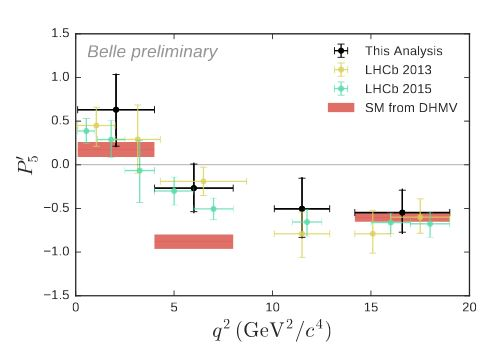 Belle preliminary
This Analysis
LHCb 2013
LHCb 2015
SM from DHMV
1.5
1.0
0.5
0.0
−0.5
−1.0
−1.5
P′5
0 5 10 15 20
q² (GeV²/c⁴)